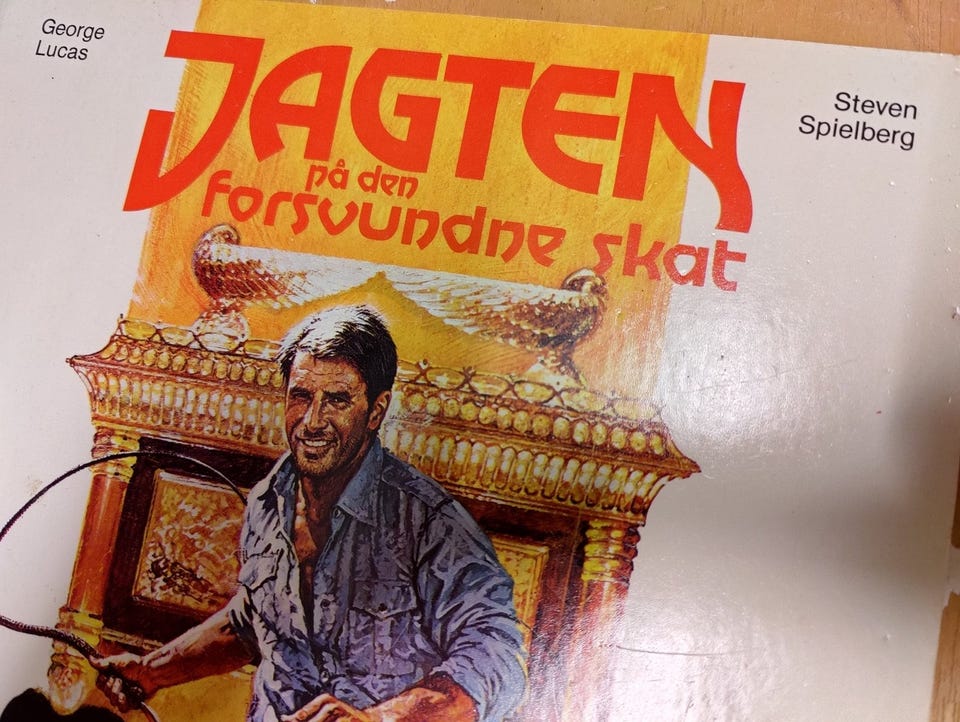 George
Lucas
JAGTEN
på den
forsvundne skat
Steven
Spielberg